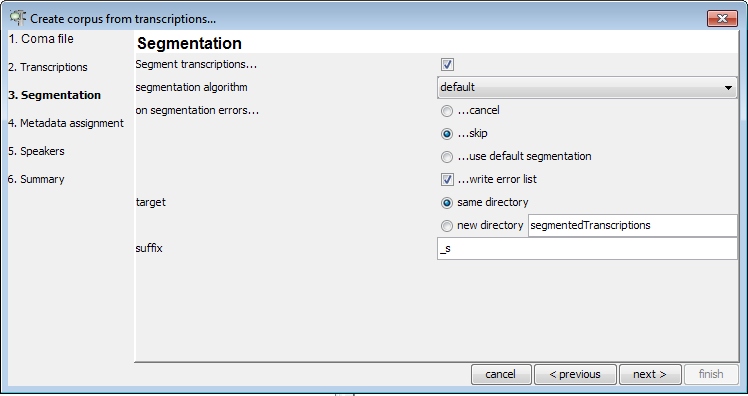 Create corpus from transcriptions...
1. Coma file
2. Transcriptions
3. Segmentation
4. Metadata assignment
5. Speakers
6. Summary
Segmentation
Segment transcriptions...
segmentation algorithm default
on segmentation errors... ...cancel
...skip
...use default segmentation
...write error list
target same directory
new directory segmentedTranscriptions
suffix _s
cancel < previous next > finish